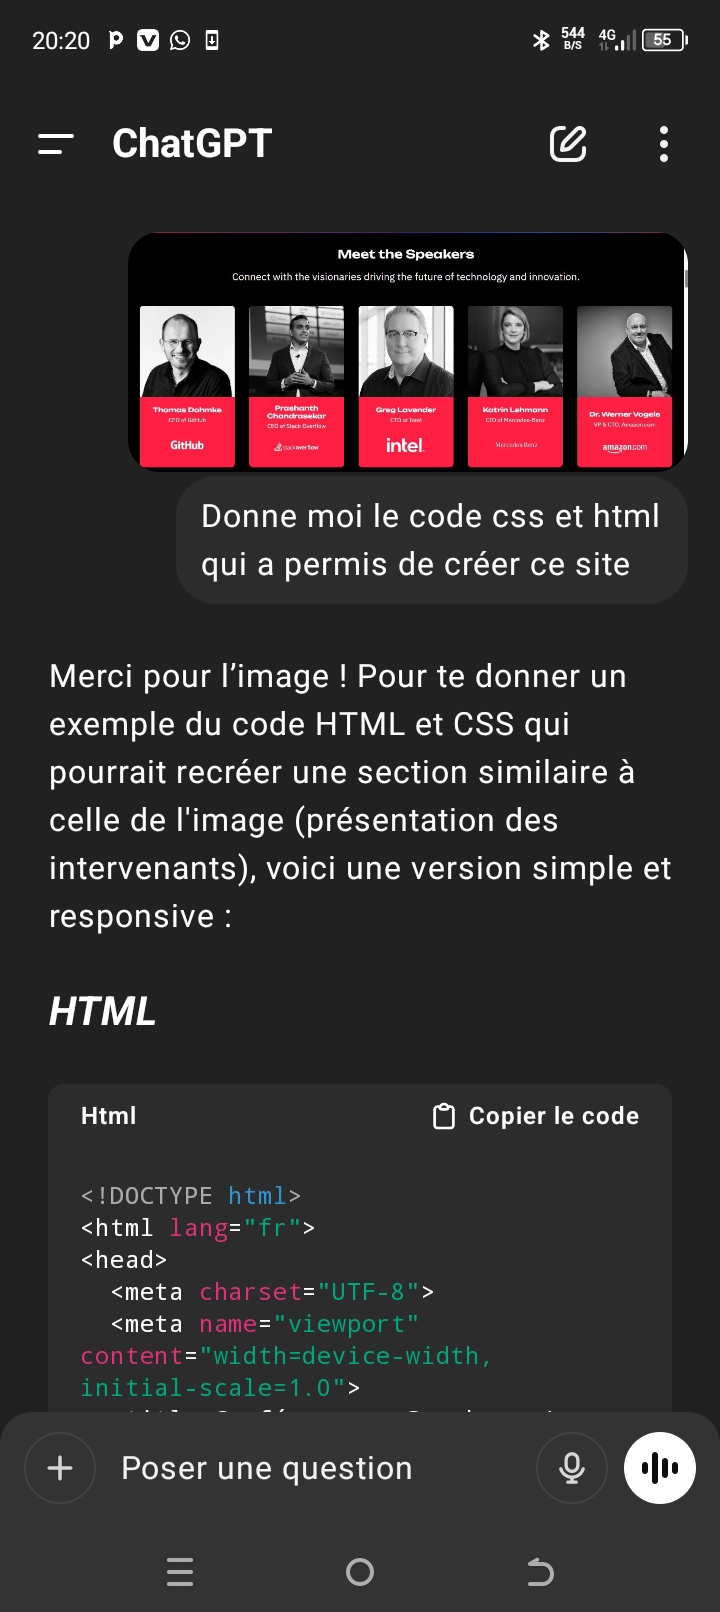 20:20
544
B/S
4G
55
ChatGPT
Meet the Speakers
Connect with the visionaries driving the future of technology and innovation.
Thomas Dohmke
CEO of GitHub
GitHub
Prashanth
Chandrasekar
CEO of Stack Overflow
stackoverflow
Greg Lavender
CTO at Intel
intel.
Katrin Lehmann
CIO of Mercedes-Benz
Mercedes-Benz
Dr. Werner Vogels
VP & CTO, Amazon.com
amazon.com
Donne moi le code css et html
qui a permis de créer ce site
Merci pour l’image ! Pour te donner un
exemple du code HTML et CSS qui
pourrait recréer une section similaire à
celle de l'image (présentation des
intervenants), voici une version simple et
responsive :
HTML
Html
Copier le code
<!DOCTYPE html>
<html lang="fr">
<head>
<meta charset="UTF-8">
<meta name="viewport"
content="width=device-width,
initial-scale=1.0">
Poser une question